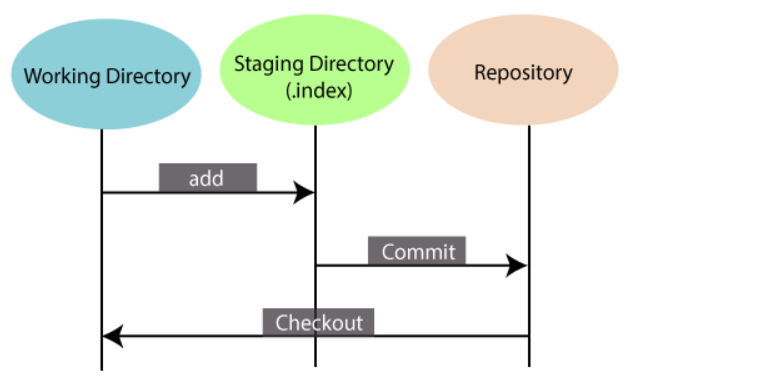 Working Directory
Staging Directory
(.index)
Repository
add
Commit
Checkout